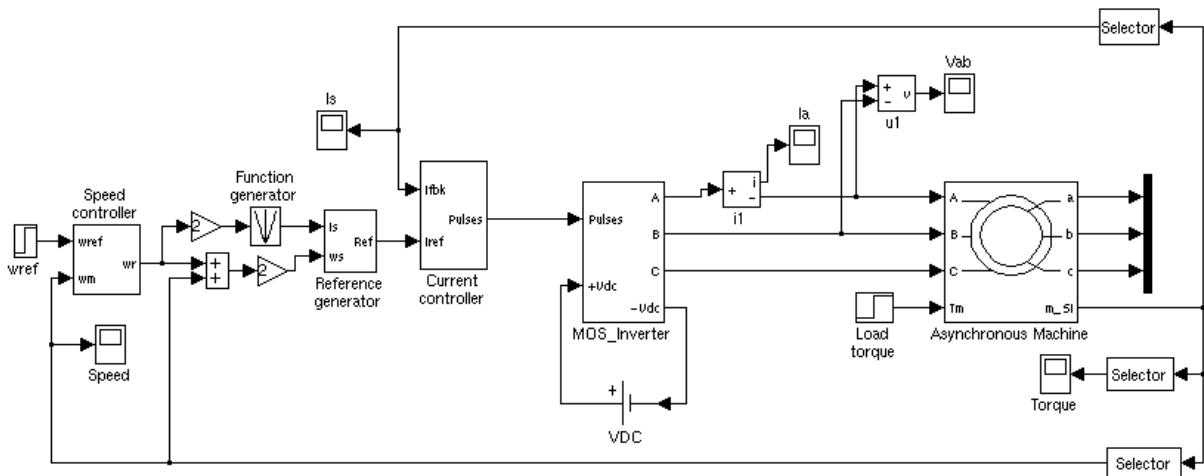 Selector
Vab
+
−
v
u1
Is
Ia
Function
generator
Speed
controller
wref
wm
wr
wref
2
+
+
2
Is
ws
Ref
Reference
generator
Ifbk
Iref
Pulses
Current
controller
Pulses
+Vdc
A
B
C
−Vdc
MOS_Inverter
+
i
−
i1
A
B
C
Tm
a
b
c
m_SI
Asynchronous Machine
Load
torque
Speed
+
VDC
Torque
Selector
Selector